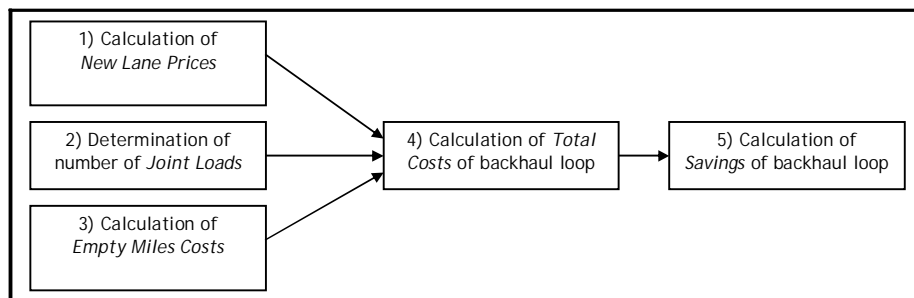 1) Calculation of
New Lane Prices
2) Determination of
number of Joint Loads
3) Calculation of
Empty Miles Costs
4) Calculation of Total
Costs of backhaul loop
5) Calculation of
Savings of backhaul loop